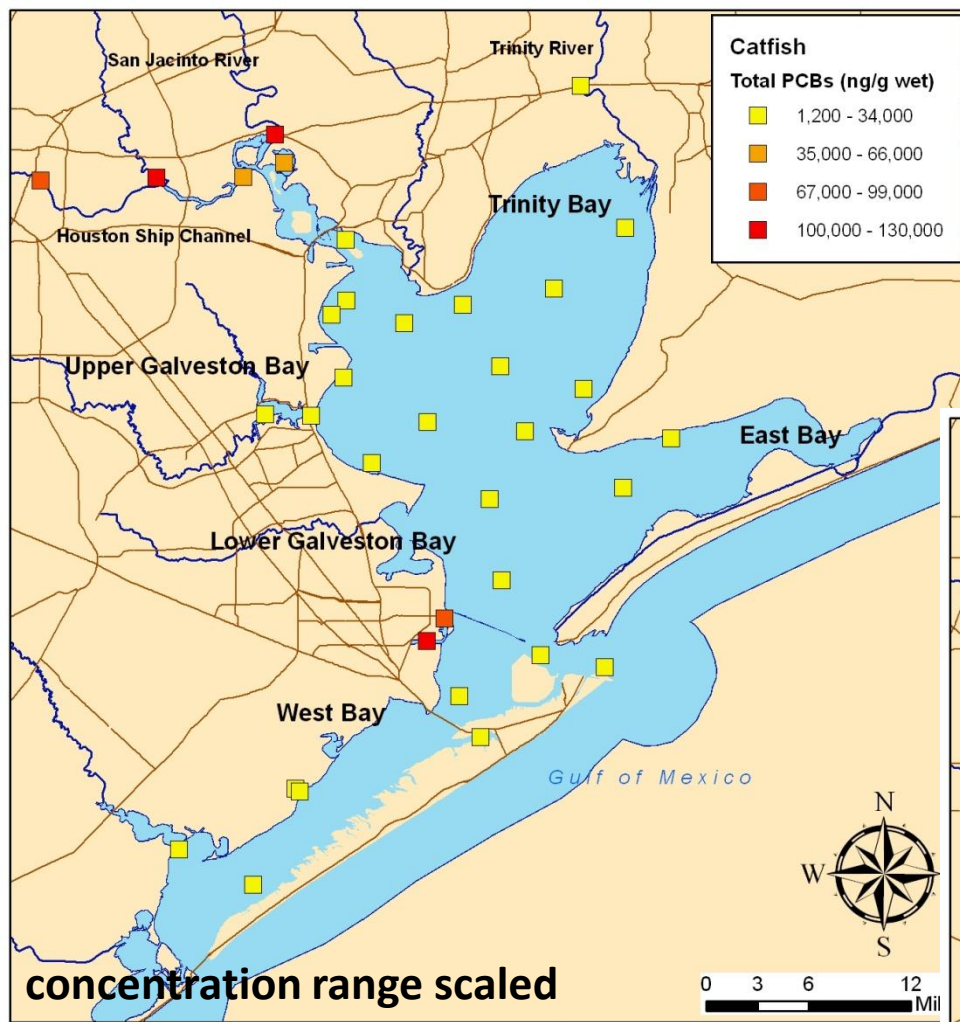 San Jacinto River
Trinity River
Catfish
Total PCBs (ng/g wet)
1,200 - 34,000
35,000 - 66,000
67,000 - 99,000
100,000 - 130,000
Trinity Bay
Houston Ship Channel
Upper Galveston Bay
East Bay
Lower Galveston Bay
West Bay
Gulf of Mexico
N
W
S
concentration range scaled
0 3 6 12
Mil